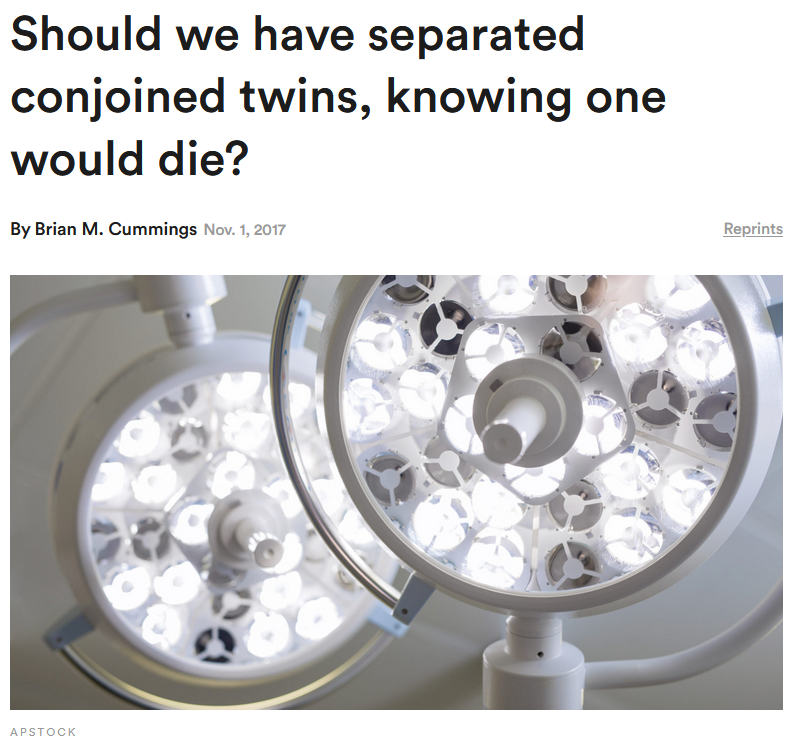 Should we have separated
conjoined twins, knowing one
would die?
By Brian M. Cummings Nov. 1, 2017 Reprints
APSTOCK